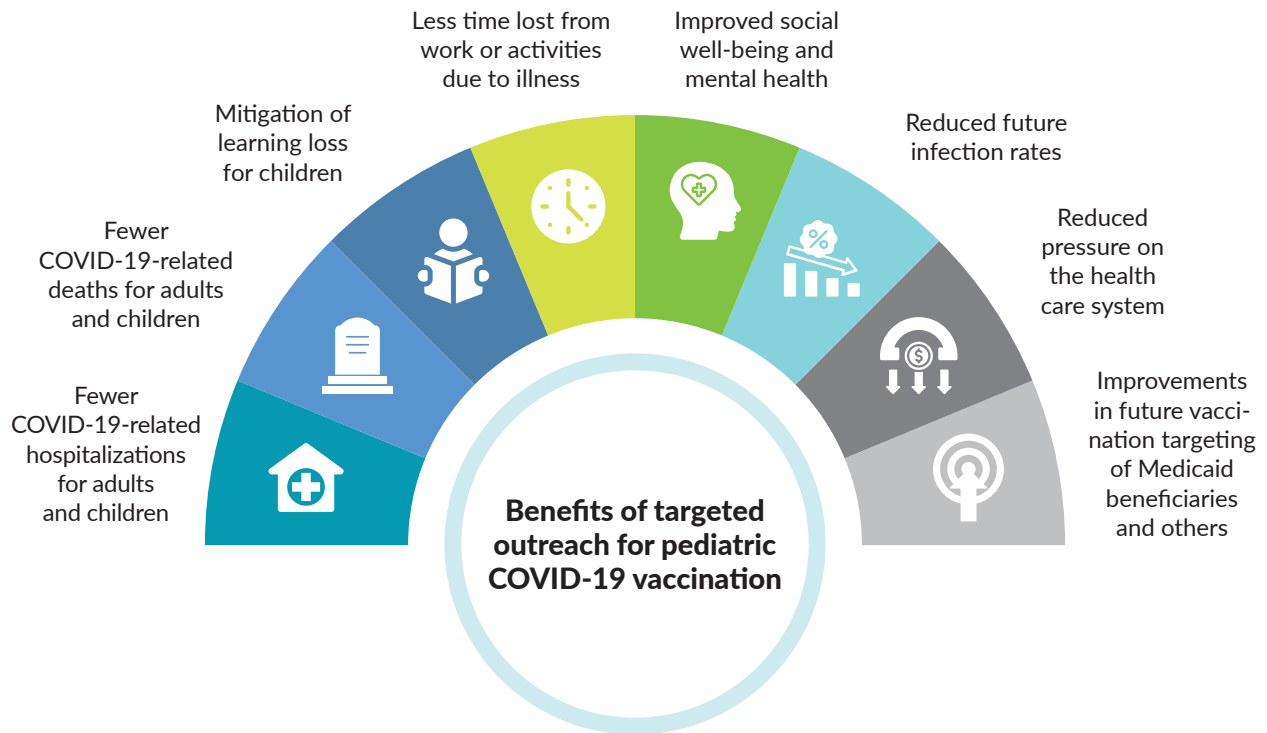 Fewer
COVID-19-related
hospitalizations
for adults
and children
Fewer
COVID-19-related
deaths for adults
and children
Mitigation of
learning loss
for children
Less time lost from
work or activities
due to illness
Improved social
well-being and
mental health
Reduced future
infection rates
%
Reduced
pressure on
the health
care system
$
Improvements
in future vacci-
nation targeting
of Medicaid
beneficiaries
and others
Benefits of targeted
outreach for pediatric
COVID-19 vaccination